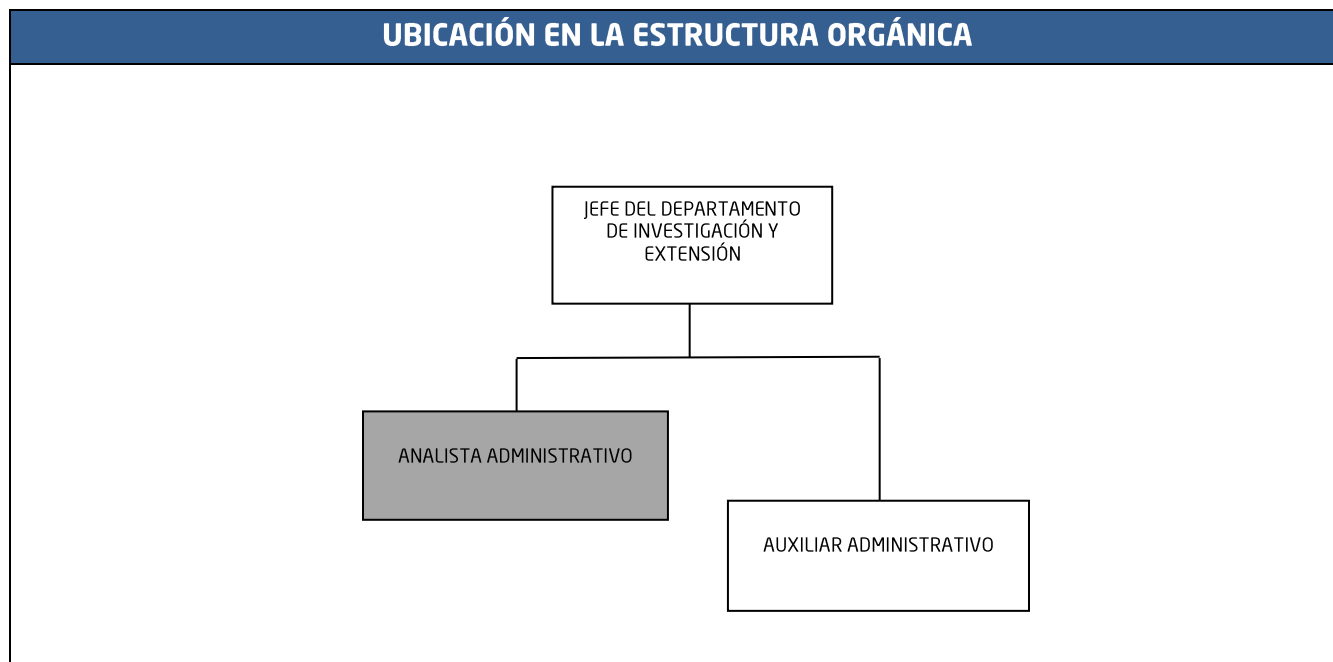 UBICACIÓN EN LA ESTRUCTURA ORGÁNICA
JEFE DEL DEPARTAMENTO
DE INVESTIGACIÓN Y
EXTENSIÓN
ANALISTA ADMINISTRATIVO
AUXILIAR ADMINISTRATIVO